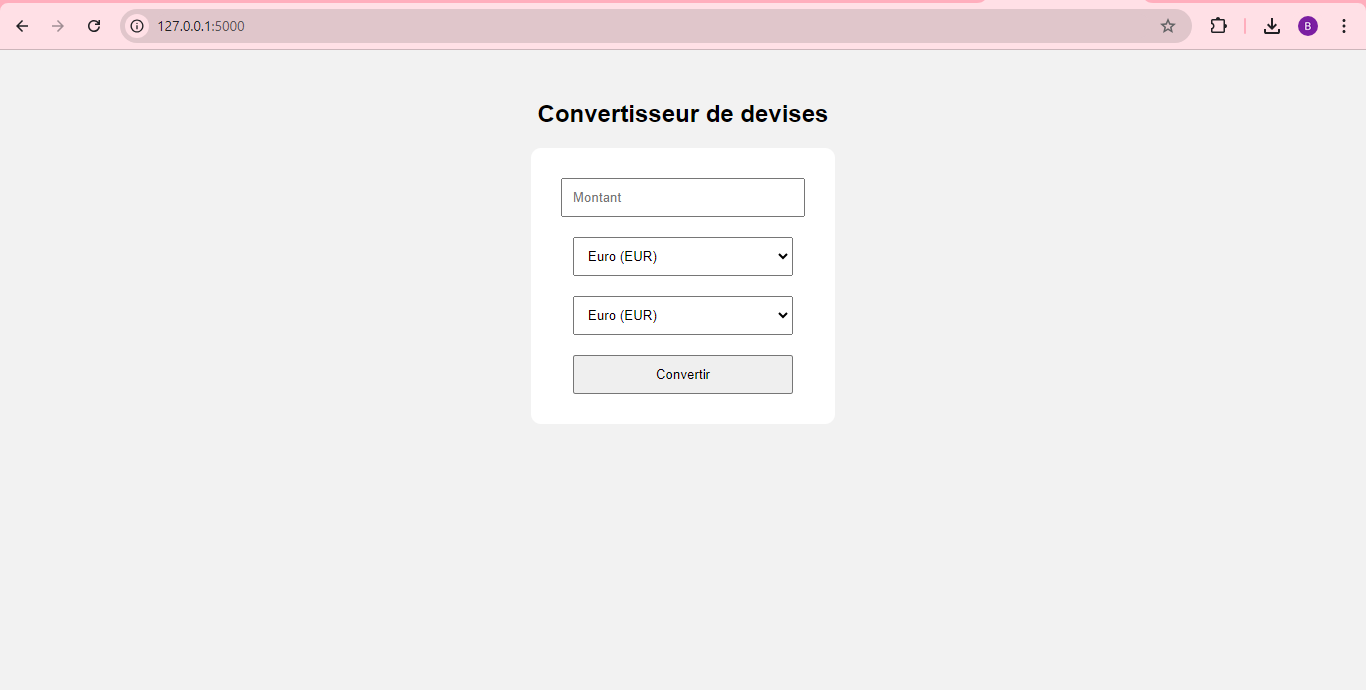 127.0.0.1:5000
B
Convertisseur de devises
Montant
Euro (EUR)
Euro (EUR)
Convertir